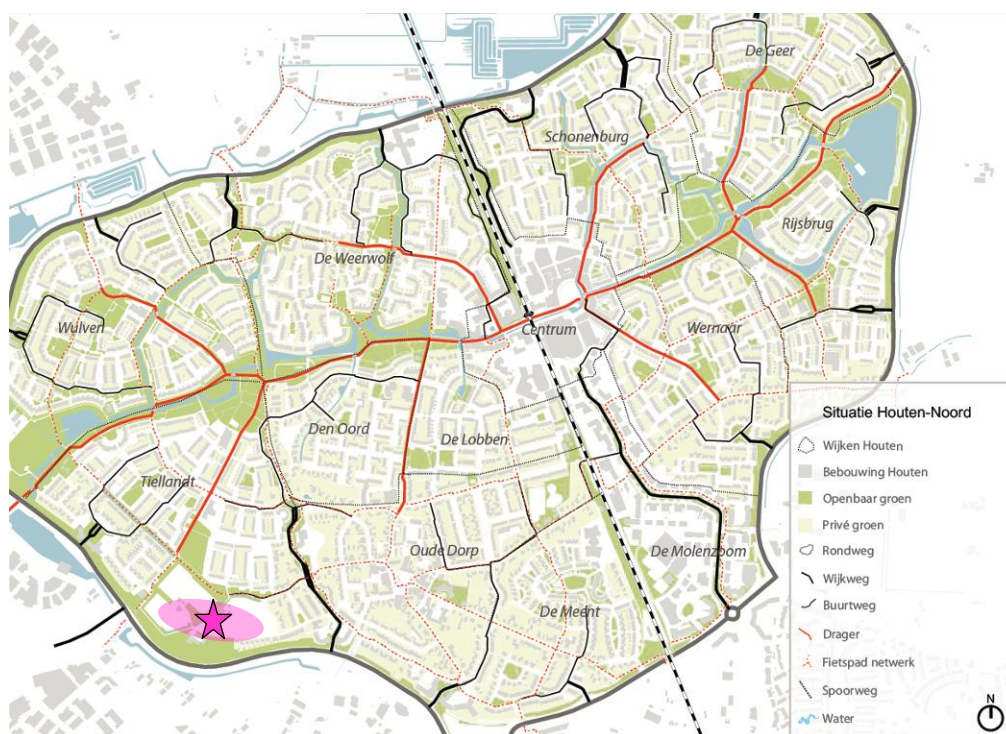 De Geer
Schonenburg
Rijsbrug
De Weerwolf
Wulven
Centrum
Wernaar
Den Oord
De Lobben
Tiellandt
Oude Dorp
De Molenzoom
De Meent
Situatie Houten-Noord
Wijken Houten
Bebouwing Houten
Openbaar groen
Privé groen
Rondweg
Wijkweg
Buurtweg
Drager
Fietspad netwerk
Spoorweg
Water
N